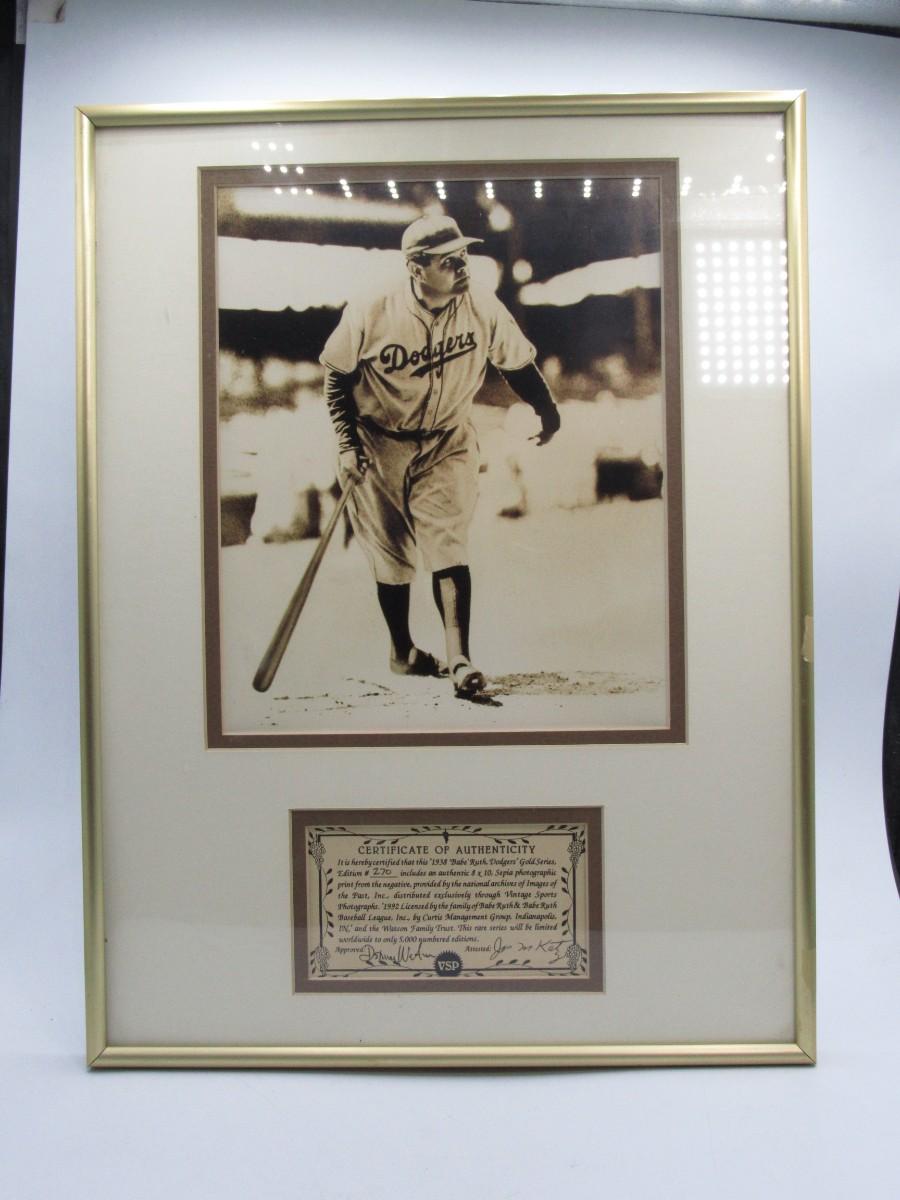 Dodgers
CERTIFICATE OF AUTHENTICITY
It is hereby certified that this '1938 'Babe' Ruth, Dodgers' Gold Series,
Edition # 270 includes an authentic 8 x 10, Sepia photographic
print from the negative, provided by the national archives of Images of
the Past, Inc., distributed exclusively through Vintage Sports
Photographs. '1992 Licensed by the family of Babe Ruth & Babe Ruth
Baseball League, Inc., by Curtis Management Group, Indianapolis,
IN,' and the Watson Family Trust. This rare series will be limited
worldwide to only 5,000 numbered editions.
Approved: Attested:
VSP